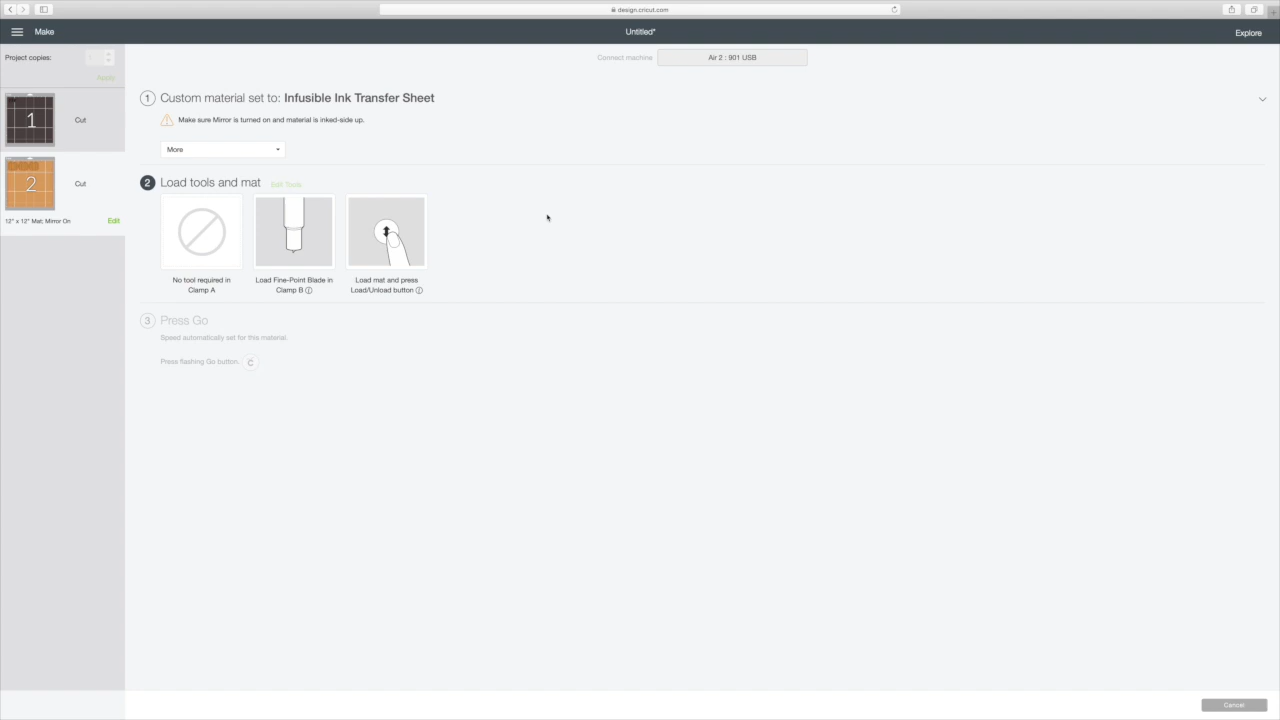 design.cricut.com
Make
Untitled*
Explore
Project copies:
Apply
Connect machine
Air 2 : 901 USB
1
Cut
2
Cut
12" x 12" Mat; Mirror On
Edit
1
Custom material set to: Infusible Ink Transfer Sheet
Make sure Mirror is turned on and material is inked-side up.
More
2
Load tools and mat
Edit Tools
No tool required in
Clamp A
Load Fine-Point Blade in
Clamp B
Load mat and press
Load/Unload button
3
Press Go
Speed automatically set for this material.
Press flashing Go button.
Cancel